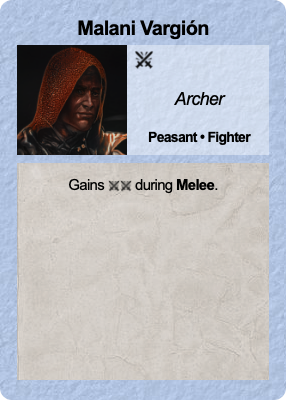 Malani Vargión
Archer
Peasant • Fighter
Gains ⚔⚔ during Melee.